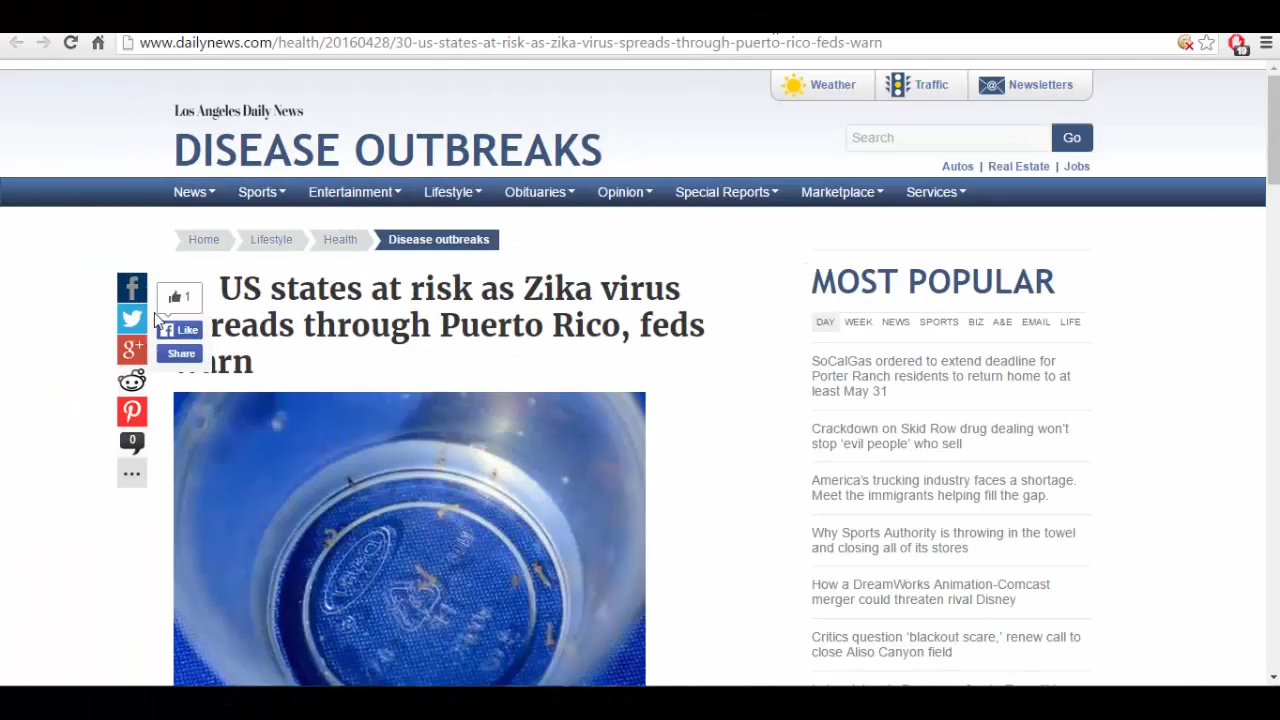 www.dailynews.com/health/20160428/30-us-states-at-risk-as-zika-virus-spreads-through-puerto-rico-feds-warn
19
Weather
Traffic
Newsletters
Los Angeles Daily News
DISEASE OUTBREAKS
Search
Go
Autos | Real Estate | Jobs
News Sports Entertainment Lifestyle Obituaries Opinion Special Reports Marketplace Services
Home Lifestyle Health Disease outbreaks
US states at risk as Zika virus
reads through Puerto Rico, feds
arn
1
Like
Share
0
MOST POPULAR
DAY WEEK NEWS SPORTS BIZ A&E EMAIL LIFE
SoCalGas ordered to extend deadline for
Porter Ranch residents to return home to at
least May 31
Crackdown on Skid Row drug dealing won’t
stop ‘evil people’ who sell
America’s trucking industry faces a shortage.
Meet the immigrants helping fill the gap.
Why Sports Authority is throwing in the towel
and closing all of its stores
How a DreamWorks Animation-Comcast
merger could threaten rival Disney
Critics question ‘blackout scare,’ renew call to
close Aliso Canyon field